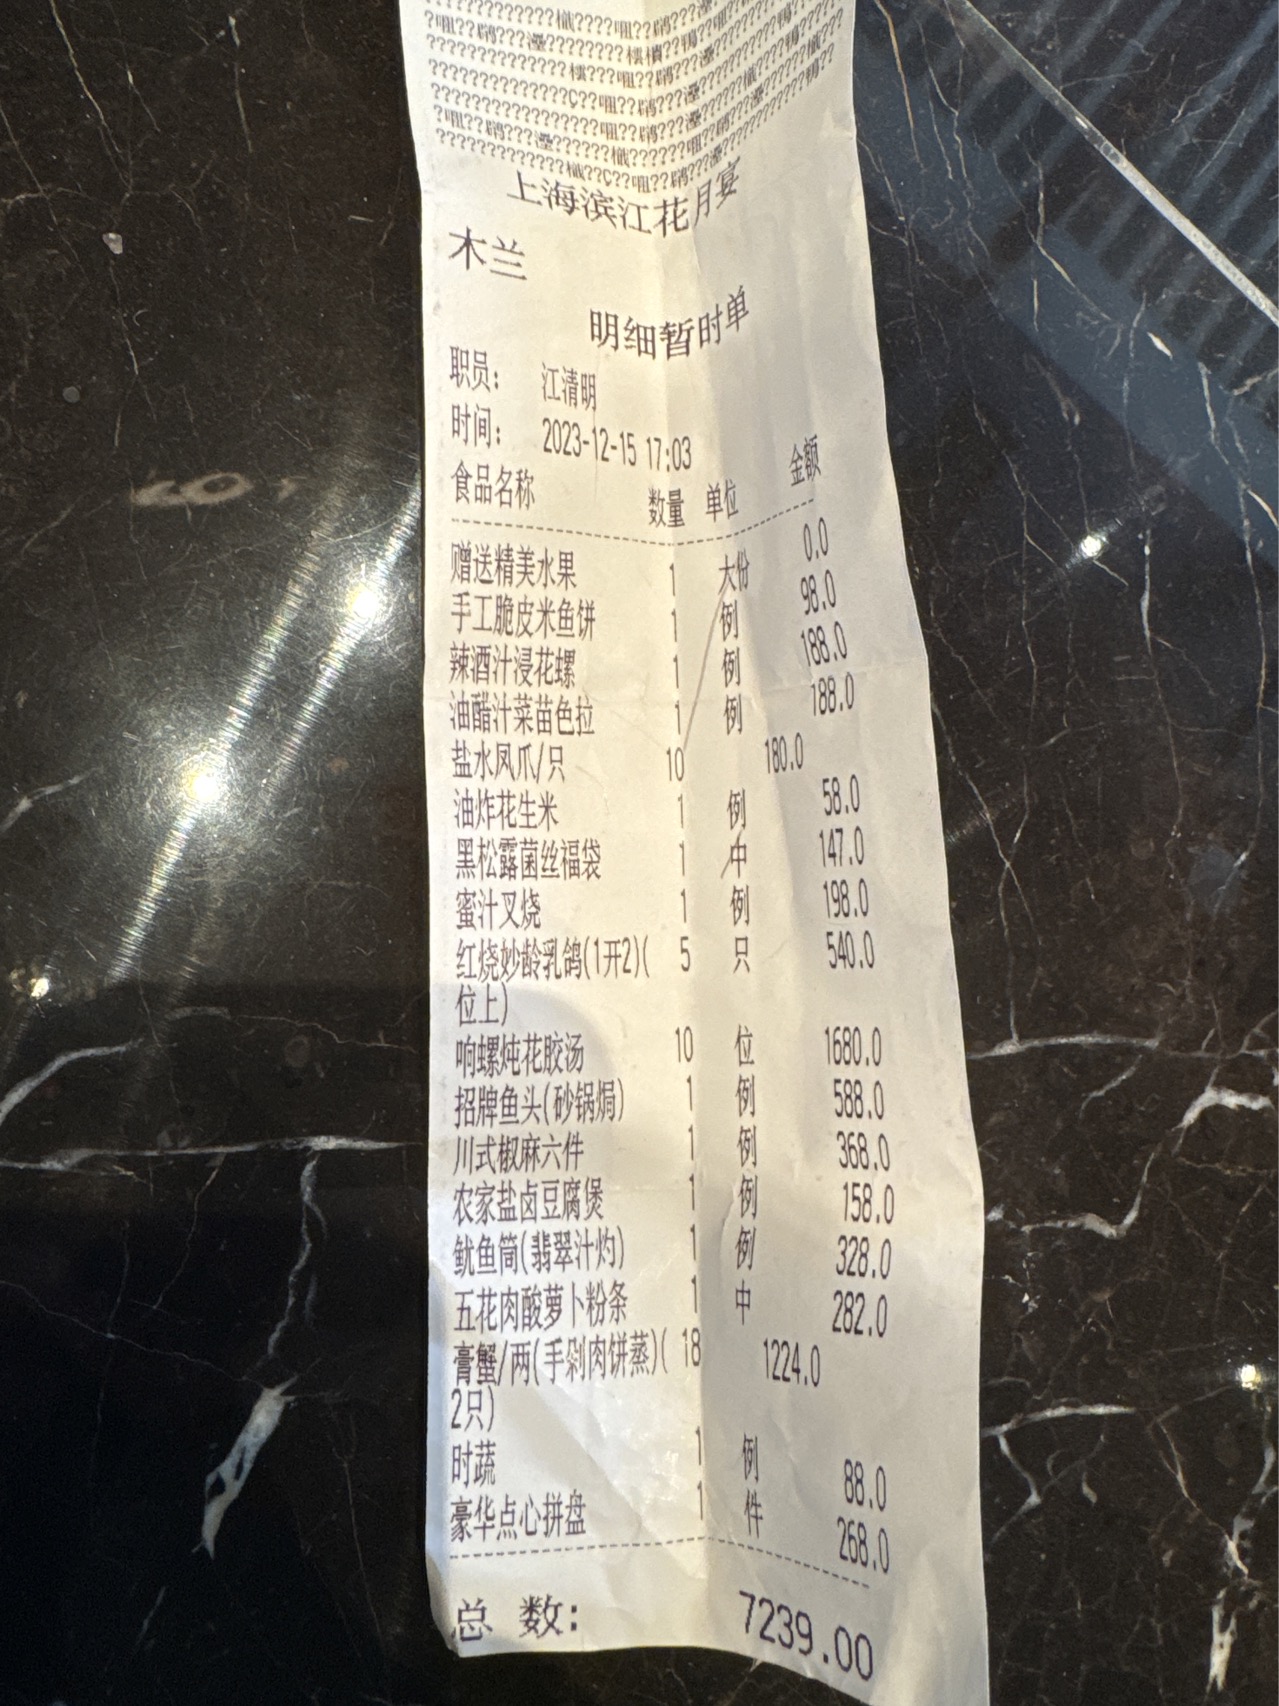 上海滨江花月宴
木兰
明细暂时单
职员: 江清明
时间: 2023-12-15 17:03
食品名称 数量 单位 金额
赠送精美水果 1 大份 0.0
手工脆皮米鱼饼 1 例 98.0
辣酒汁浸花螺 1 例 188.0
油醋汁菜苗色拉 1 例 188.0
盐水凤爪/只 10 180.0
油炸花生米 1 例 58.0
黑松露菌丝福袋 1 中 147.0
蜜汁叉烧 1 例 198.0
红烧妙龄乳鸽(1开2)( 5 只 540.0
位上)
响螺炖花胶汤 10 位 1680.0
招牌鱼头(砂锅焗) 1 例 588.0
川式椒麻六件 1 例 368.0
农家盐卤豆腐煲 1 例 158.0
鱿鱼筒(翡翠汁灼) 1 例 328.0
五花肉酸萝卜粉条 1 中 282.0
膏蟹/两(手剁肉饼蒸)( 18 1224.0
2只)
时蔬 1 例 88.0
豪华点心拼盘 1 件 268.0
总 数: 7239.00